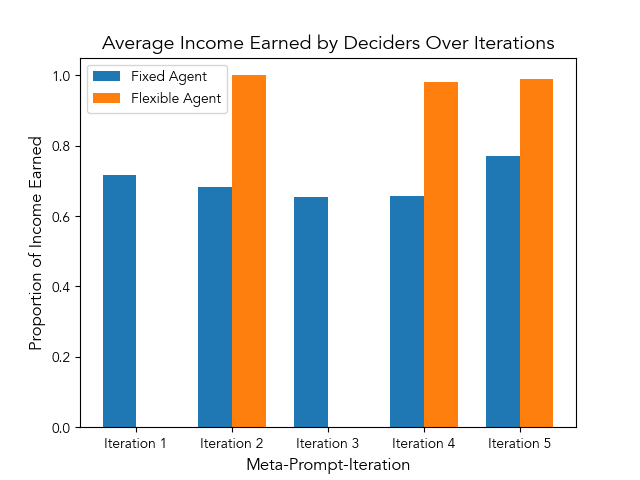 Average Income Earned by Deciders Over Iterations
Fixed Agent
Flexible Agent
Proportion of Income Earned
1.0
0.8
0.6
0.4
0.2
0.0
Iteration 1 Iteration 2 Iteration 3 Iteration 4 Iteration 5
Meta-Prompt-Iteration